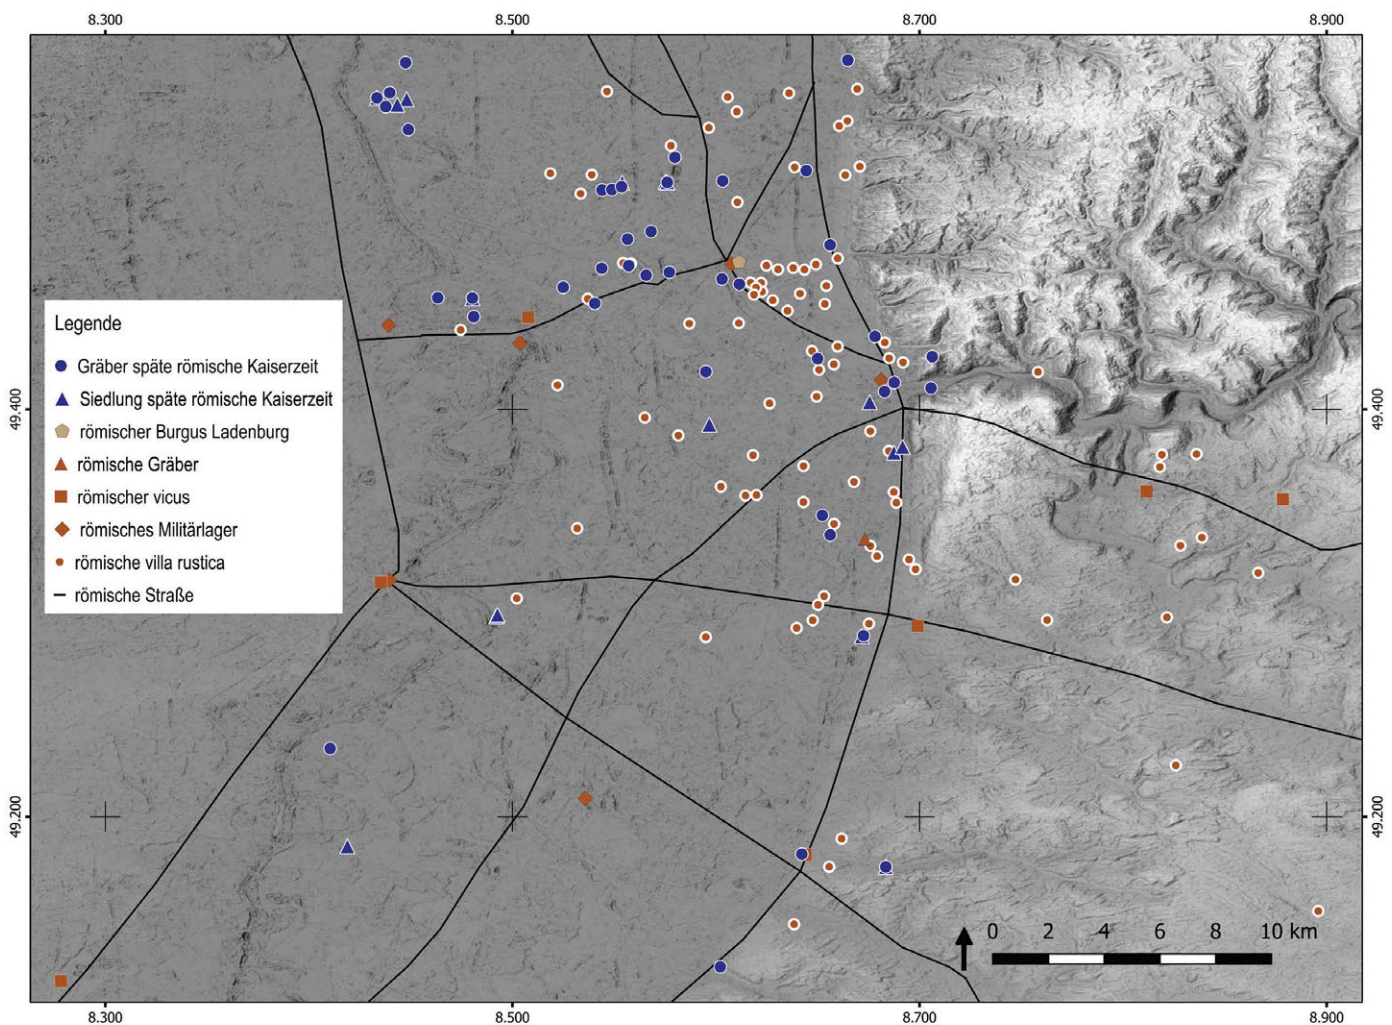 8.300 8.500 8.700 8.900
49.400 49.400
Legende
Gräber späte römische Kaiserzeit
Siedlung späte römische Kaiserzeit
römischer Burgus Ladenburg
römische Gräber
römischer vicus
römisches Militärlager
römische villa rustica
römische Straße
49.200 49.200
0 2 4 6 8 10 km
8.300 8.500 8.700 8.900